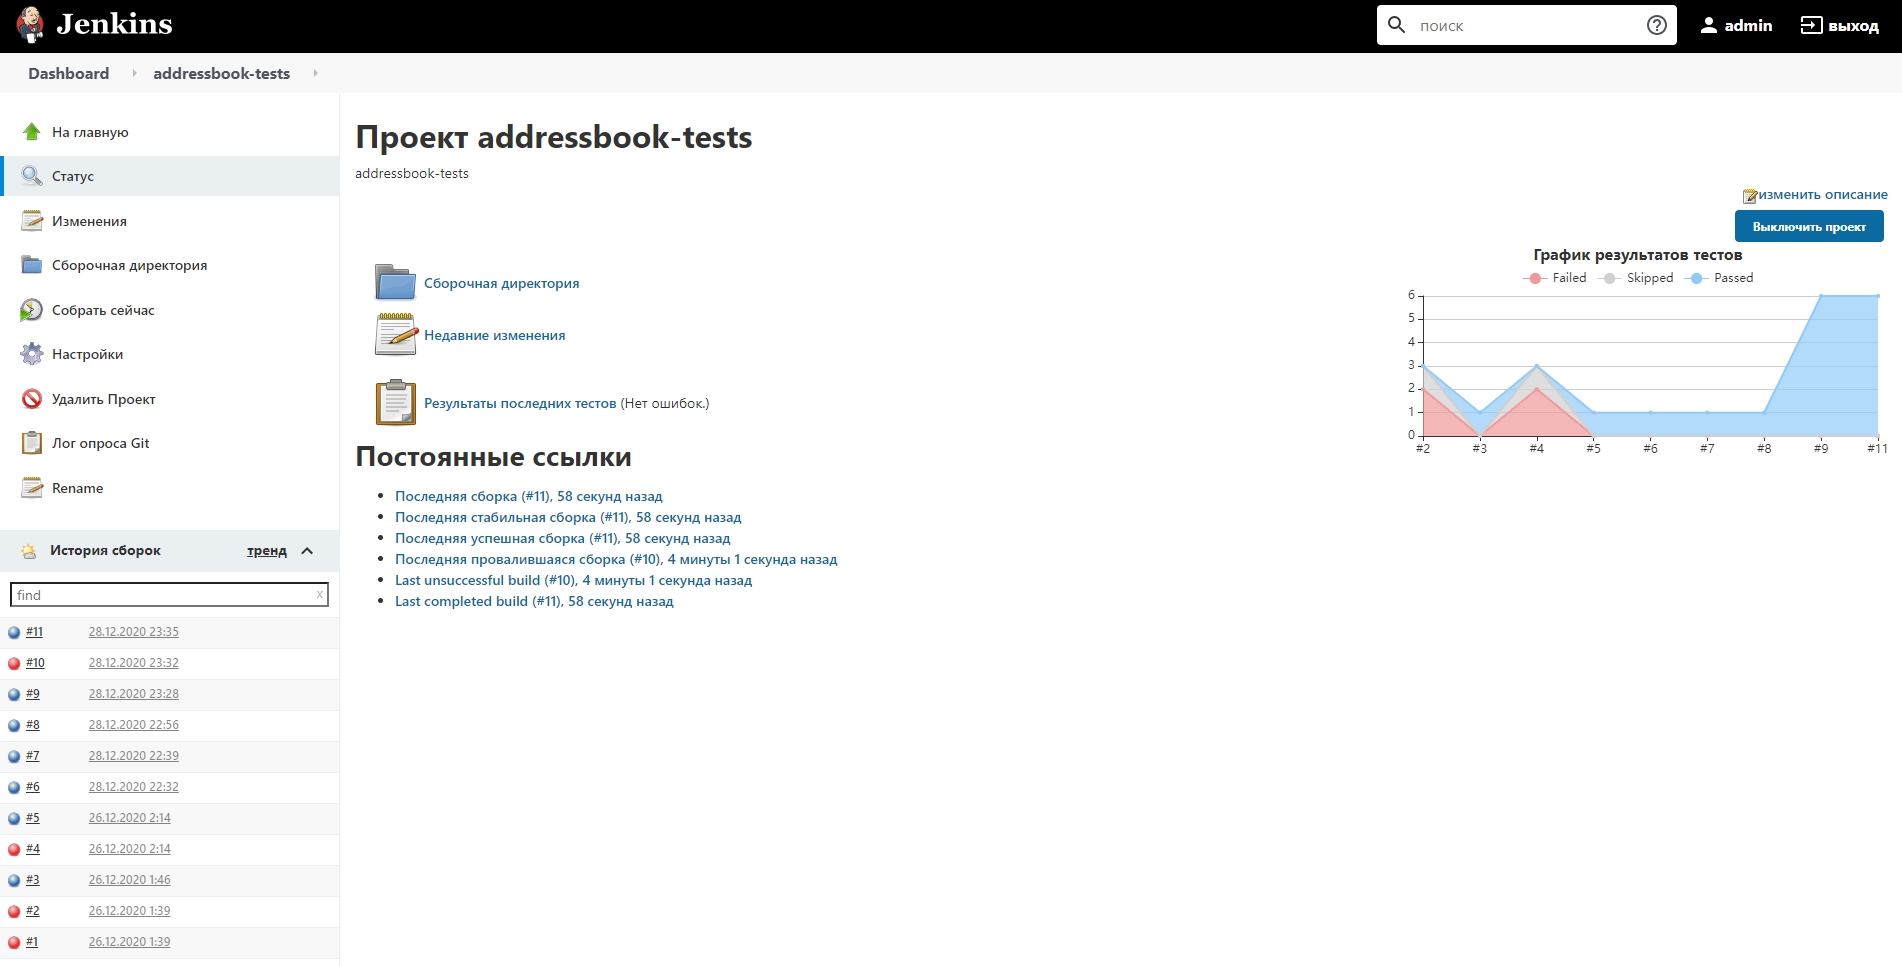 Jenkins
поиск
admin
выход
Dashboard
addressbook-tests
На главную
Статус
Изменения
Сборочная директория
Собрать сейчас
Настройки
Удалить Проект
Лог опроса Git
Rename
История сборок
тренд
find
x
#11 28.12.2020 23:35
#10 28.12.2020 23:32
#9 28.12.2020 23:28
#8 28.12.2020 22:56
#7 28.12.2020 22:39
#6 28.12.2020 22:32
#5 26.12.2020 2:14
#4 26.12.2020 2:14
#3 26.12.2020 1:46
#2 26.12.2020 1:39
#1 26.12.2020 1:39
Проект addressbook-tests
addressbook-tests
изменить описание
Выключить проект
Сборочная директория
Недавние изменения
Результаты последних тестов (Нет ошибок.)
Постоянные ссылки
Последняя сборка (#11), 58 секунд назад
Последняя стабильная сборка (#11), 58 секунд назад
Последняя успешная сборка (#11), 58 секунд назад
Последняя провалившаяся сборка (#10), 4 минуты 1 секунда назад
Last unsuccessful build (#10), 4 минуты 1 секунда назад
Last completed build (#11), 58 секунд назад
График результатов тестов
Failed Skipped Passed
6
5
4
3
2
1
0
#2 #3 #4 #5 #6 #7 #8 #9 #11